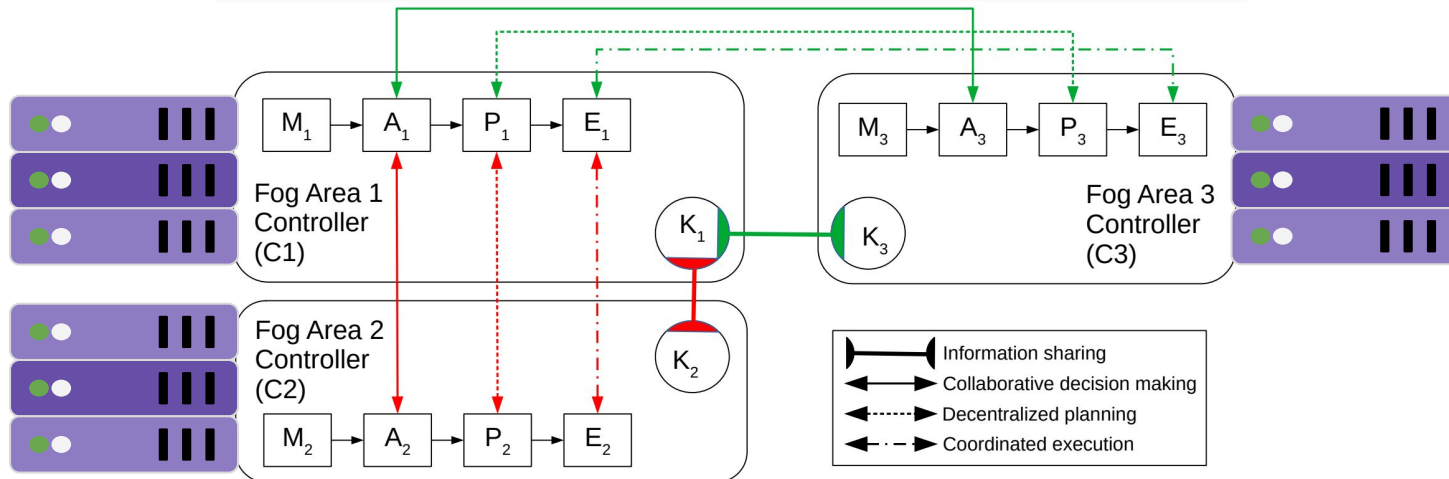 M1 A1 P1 E1
Fog Area 1
Controller
(C1)
K1
M3 A3 P3 E3
Fog Area 3
Controller
(C3)
K3
Fog Area 2
Controller
(C2)
K2
M2 A2 P2 E2
Information sharing
Collaborative decision making
Decentralized planning
Coordinated execution